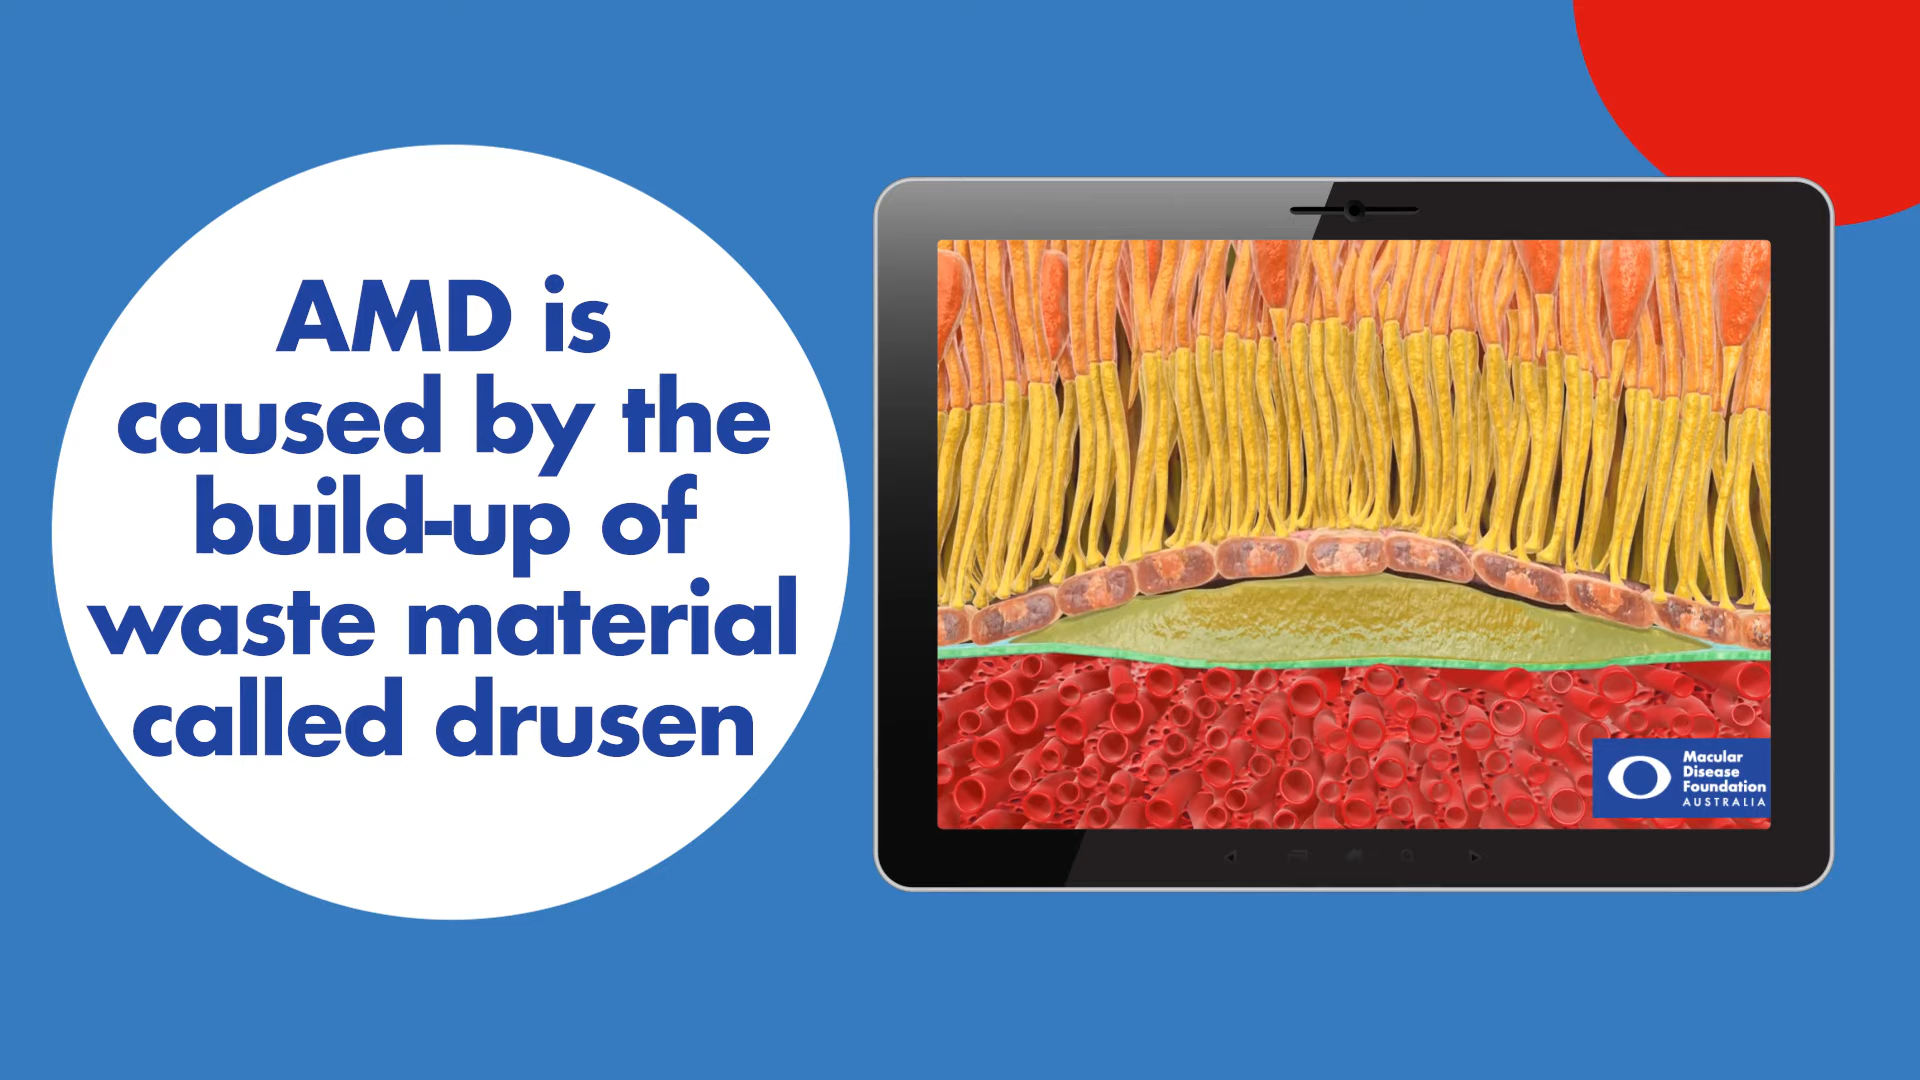 AMD is
caused by the
build-up of
waste material
called drusen
Macular
Disease
Foundation
AUSTRALIA